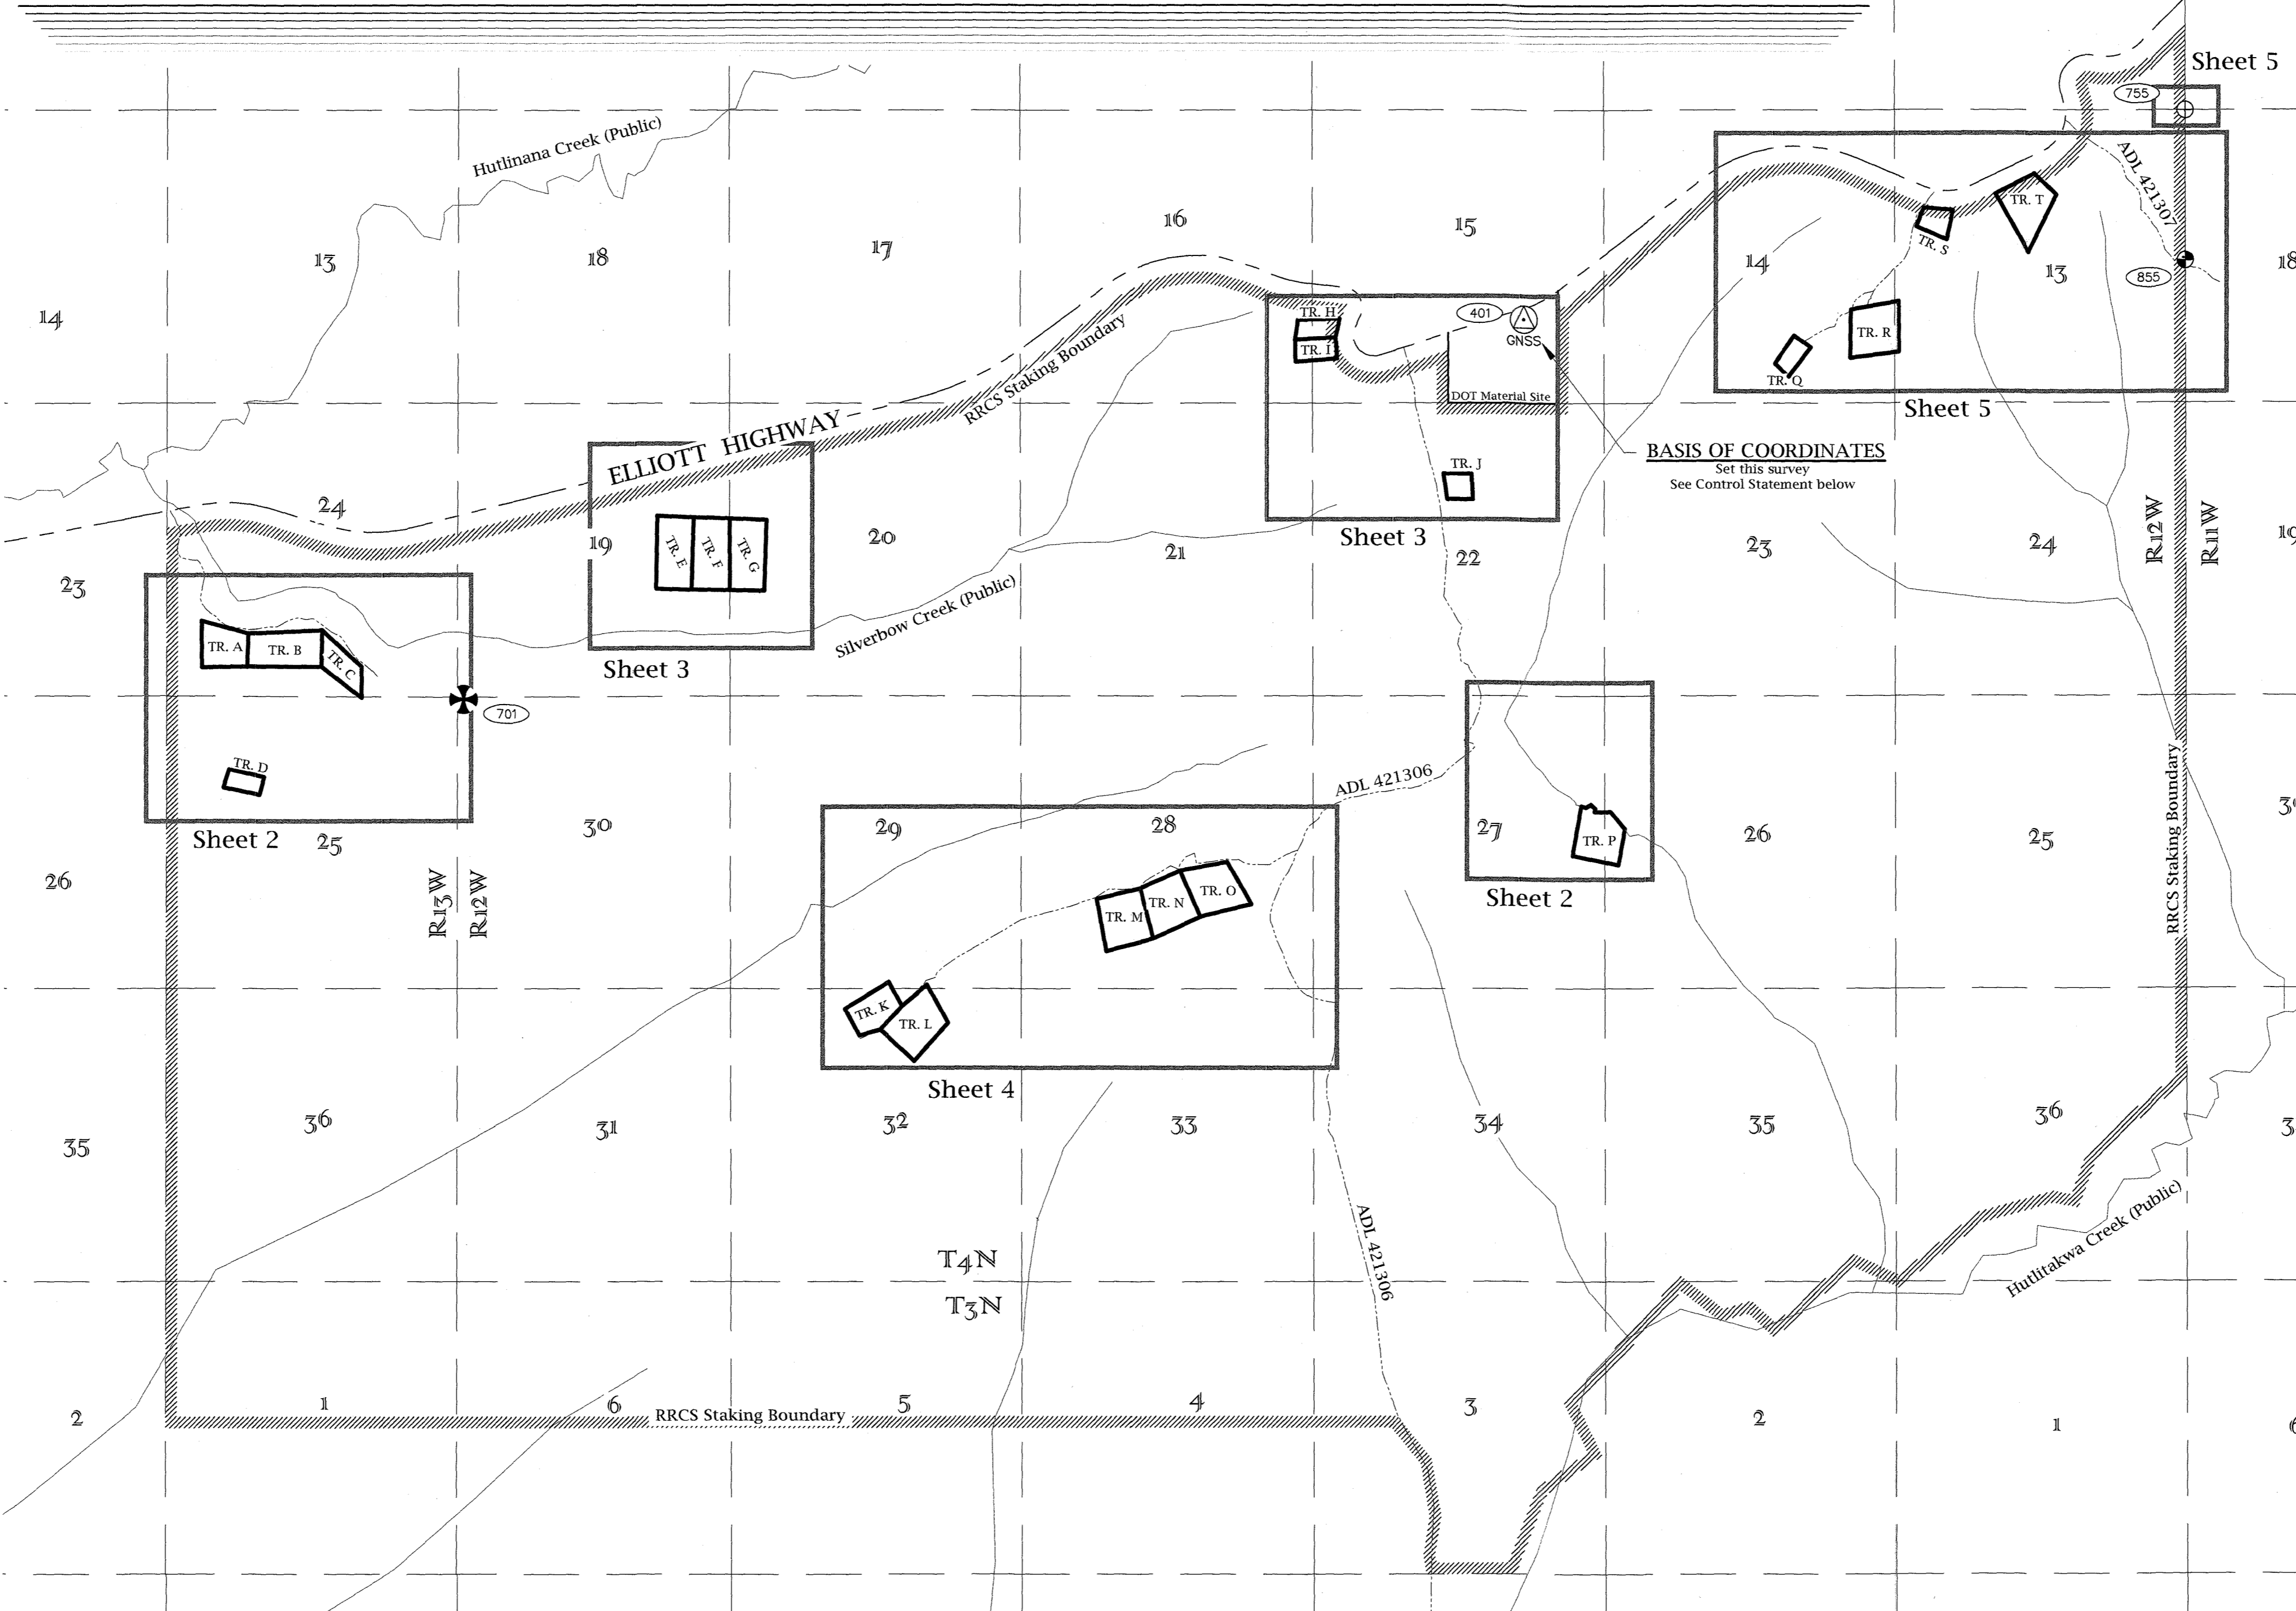 Sheet 5
755
Hutlinana Creek (Public)
ADL 421307
13
18
17
16
15
14
TR. T
TR. S
13
18
855
14
TR. H
TR. I
401
GNSS
TR. R
TR. Q
RRCS Staking Boundary
DOT Material Site
Sheet 5
ELLIOTT HIGHWAY
BASIS OF COORDINATES
Set this survey
See Control Statement below
TR. J
24
19
20
21
Sheet 3
22
23
24
R12W
R11W
23
TR. E
TR. F
TR. G
Silverbow Creek (Public)
TR. A
TR. B
TR. C
Sheet 3
701
TR. D
ADL 421306
RRCS Staking Boundary
Sheet 2
25
30
29
28
27
TR. P
26
25
26
R13W
R12W
TR. M
TR. N
TR. O
Sheet 2
TR. K
TR. L
Sheet 4
35
36
31
32
33
34
35
36
Hutlitakwa Creek (Public)
ADL 421306
T4N
T3N
2
1
6
5
4
3
2
1
RRCS Staking Boundary